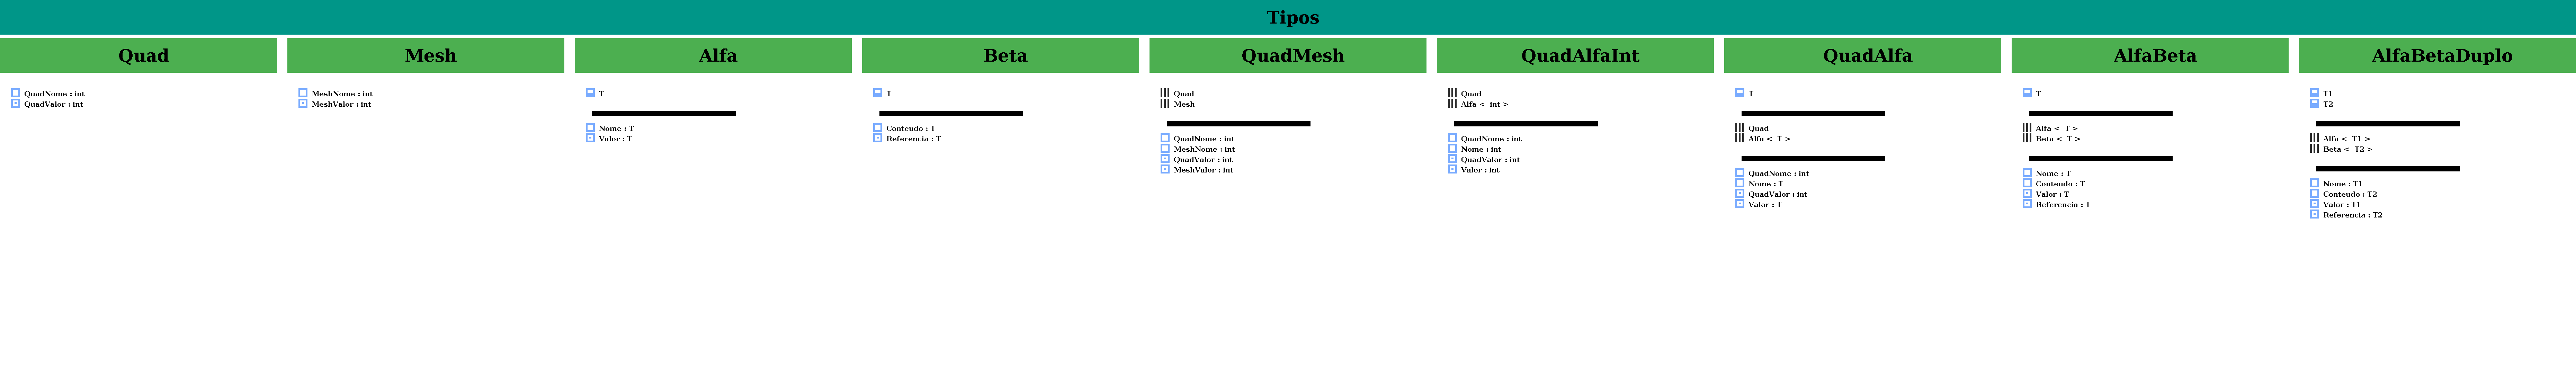 Tipos
Quad
QuadNome : int
QuadValor : int
Mesh
MeshNome : int
MeshValor : int
Alfa
T
Nome : T
Valor : T
Beta
T
Conteudo : T
Referencia : T
QuadMesh
Quad
Mesh
QuadNome : int
MeshNome : int
QuadValor : int
MeshValor : int
QuadAlfaInt
Quad
Alfa < int >
QuadNome : int
Nome : int
QuadValor : int
Valor : int
QuadAlfa
T
Quad
Alfa < T >
QuadNome : int
Nome : T
QuadValor : int
Valor : T
AlfaBeta
T
Alfa < T >
Beta < T >
Nome : T
Conteudo : T
Valor : T
Referencia : T
AlfaBetaDuplo
T1
T2
Alfa < T1 >
Beta < T2 >
Nome : T1
Conteudo : T2
Valor : T1
Referencia : T2